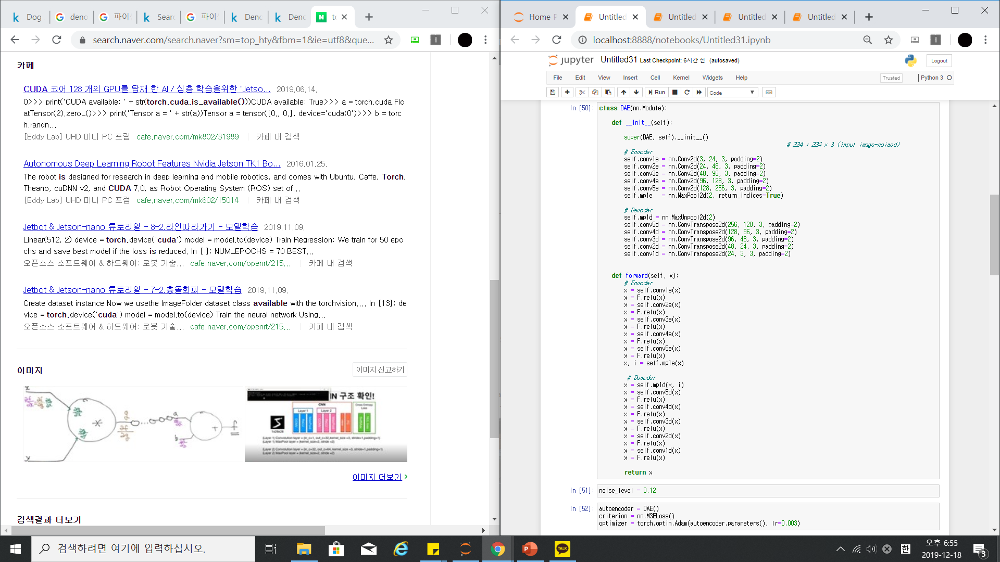 Dog
deno
파이
Sear
파이
Deno
Deno
to
search.naver.com/search.naver?sm=top_hty&fbm=1&ie=utf8&que...
카페
CUDA 코어 128 개의 GPU를 탑재 한 AI / 심층 학습을위한 "Jetso... 2019.06.14.
0>>> print('CUDA available: ' + str(torch.cuda.is_available()))CUDA available: True>>> a = torch.cuda.Flo
atTensor(2).zero_()>>> print('Tensor a = ' + str(a))Tensor a = tensor([0., 0.], device='cuda:0')>>> b = torc
h.randn...
[Eddy Lab] UHD 미니 PC 포럼 cafe.naver.com/mk802/31989 카페 내 검색
Autonomous Deep Learning Robot Features Nvidia Jetson TK1 Bo... 2016.01.25.
The robot is designed for research in deep learning and mobile robotics, and comes with Ubuntu, Caffe, Torch,
Theano, cuDNN v2, and CUDA 7.0, as Robot Operating System (ROS) set of...
[Eddy Lab] UHD 미니 PC 포럼 cafe.naver.com/mk802/15014 카페 내 검색
Jetbot & Jetson-nano 튜토리얼 - 8-2.라인따라가기 - 모델학습 2019.11.09.
Linear(512, 2) device = torch.device('cuda') model = model.to(device) Train Regression: We train for 50 epo
chs and save best model if the loss is reduced. In [ ]: NUM_EPOCHS = 70 BEST...
오픈소스 소프트웨어 & 하드웨어: 로봇 기술... cafe.naver.com/openrt/215... 카페 내 검색
Jetbot & Jetson-nano 튜토리얼 - 7-2.충돌회피 - 모델학습 2019.11.09.
Create dataset instance Now we usethe ImageFolder dataset class available with the torchvision.... In [13]: de
vice = torch.device('cuda') model = model.to(device) Train the neural network Using...
오픈소스 소프트웨어 & 하드웨어: 로봇 기술... cafe.naver.com/openrt/215... 카페 내 검색
이미지
이미지 신고하기
IN 구조 확인!
CNN
Layer 1 Layer 2
이미지 더보기
검색결과 더보기
Home P
Untitled
Untitled
Untitled
Untitled
localhost:8888/notebooks/Untitled31.ipynb
jupyter Untitled31 Last Checkpoint: 6시간 전 (autosaved)
Logout
File Edit View Insert Cell Kernel Widgets Help
Trusted Python 3
Run Code
In [50]: class DAE(nn.Module):
def __init__(self):
super(DAE, self).__init__()
# 224 x 224 x 3 (input image-noised)
# Encoder
self.conv1e = nn.Conv2d(3, 24, 3, padding=2)
self.conv2e = nn.Conv2d(24, 48, 3, padding=2)
self.conv3e = nn.Conv2d(48, 96, 3, padding=2)
self.conv4e = nn.Conv2d(96, 128, 3, padding=2)
self.conv5e = nn.Conv2d(128, 256, 3, padding=2)
self.mp1e = nn.MaxPool2d(2, return_indices=True)
# Decoder
self.mp1d = nn.MaxUnpool2d(2)
self.conv5d = nn.ConvTranspose2d(256, 128, 3, padding=2)
self.conv4d = nn.ConvTranspose2d(128, 96, 3, padding=2)
self.conv3d = nn.ConvTranspose2d(96, 48, 3, padding=2)
self.conv2d = nn.ConvTranspose2d(48, 24, 3, padding=2)
self.conv1d = nn.ConvTranspose2d(24, 3, 3, padding=2)
def forward(self, x):
# Encoder
x = self.conv1e(x)
x = F.relu(x)
x = self.conv2e(x)
x = F.relu(x)
x = self.conv3e(x)
x = F.relu(x)
x = self.conv4e(x)
x = F.relu(x)
x = self.conv5e(x)
x = F.relu(x)
x, i = self.mp1e(x)
# Decoder
x = self.mp1d(x, i)
x = self.conv5d(x)
x = F.relu(x)
x = self.conv4d(x)
x = F.relu(x)
x = self.conv3d(x)
x = F.relu(x)
x = self.conv2d(x)
x = F.relu(x)
x = self.conv1d(x)
x = F.relu(x)
return x
In [51]: noise_level = 0.12
In [52]: autoencoder = DAE()
criterion = nn.MSELoss()
optimizer = torch.optim.Adam(autoencoder.parameters(), lr=0.003)
검색하려면 여기에 입력하십시오.
TALK
한
오후 6:55
2019-12-18
3